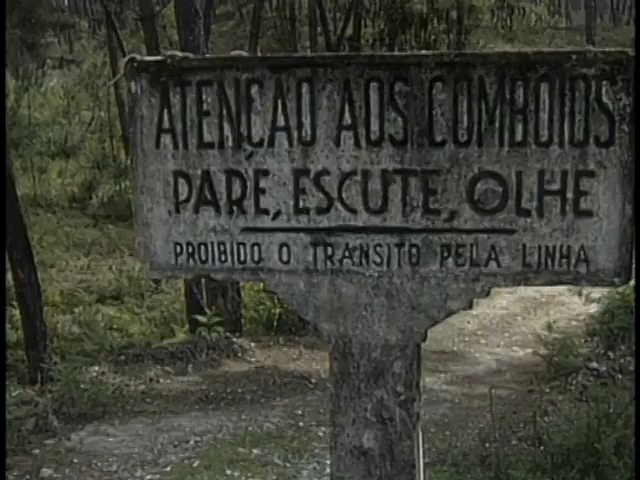 ATENÇÃO AOS COMBOIOS
PARE, ESCUTE, OLHE
PROIBIDO O TRANSITO PELA LINHA